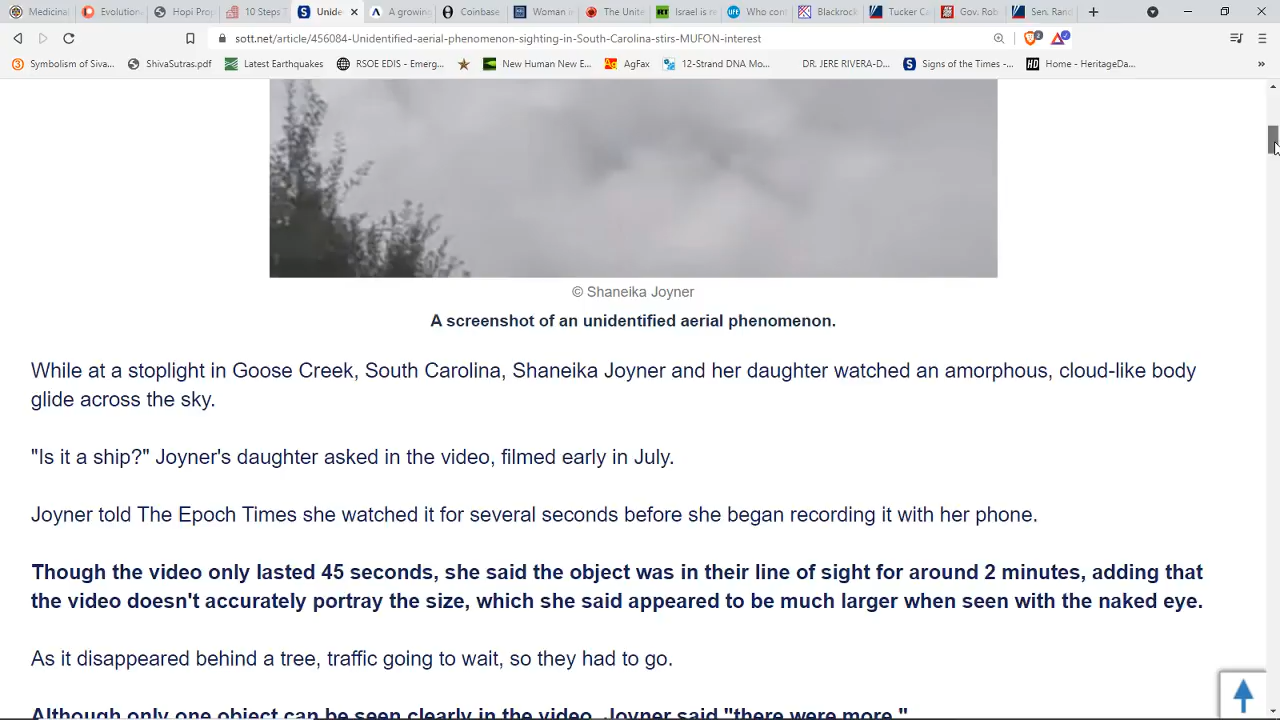 Medicinal
Evolution
Hopi Prop
10 Steps T
Unide
A growing
Coinbase
Woman in
The Unite
Israel is re
Who cont
Blackrock
Tucker Ca
Gov. Rob
Sen. Rand
sott.net/article/456084-Unidentified-aerial-phenomenon-sighting-in-South-Carolina-stirs-MUFON-interest
Symbolism of Siva...
ShivaSutras.pdf
Latest Earthquakes
RSOE EDIS - Emerg...
New Human New E...
AgFax
12-Strand DNA Mo...
DR. JERE RIVERA-D...
Signs of the Times -...
HD Home - HeritageDa...
»
© Shaneika Joyner
A screenshot of an unidentified aerial phenomenon.
While at a stoplight in Goose Creek, South Carolina, Shaneika Joyner and her daughter watched an amorphous, cloud-like body
glide across the sky.
"Is it a ship?" Joyner's daughter asked in the video, filmed early in July.
Joyner told The Epoch Times she watched it for several seconds before she began recording it with her phone.
Though the video only lasted 45 seconds, she said the object was in their line of sight for around 2 minutes, adding that
the video doesn't accurately portray the size, which she said appeared to be much larger when seen with the naked eye.
As it disappeared behind a tree, traffic going to wait, so they had to go.
Although only one object can be seen clearly in the video, Joyner said "there were more."